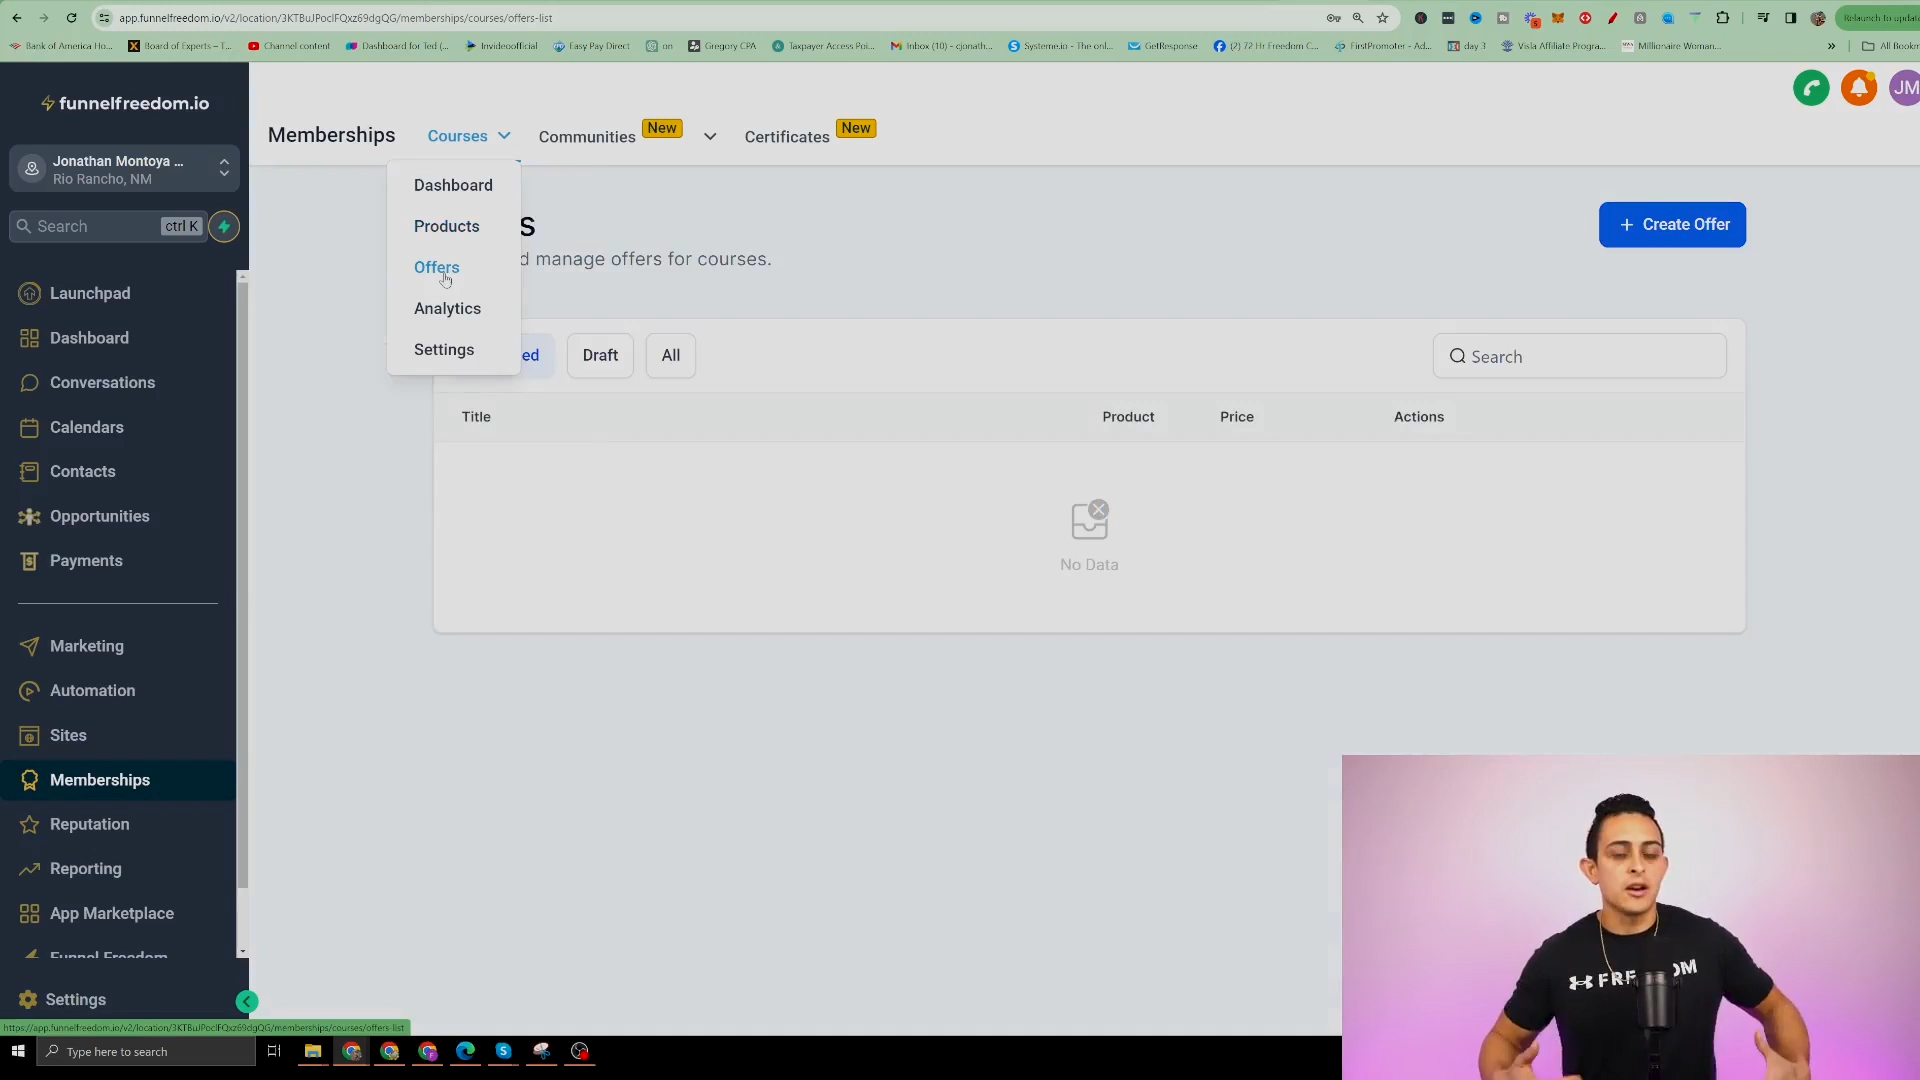 app.funnelfreedom.io/v2/location/3KTBuJPoclFQxz69dgQG/memberships/courses/offers-list
Relaunch to update
Bank of America Ho...
Board of Experts – T...
Channel content
Dashboard for Ted (...
Invideoofficial
Easy Pay Direct
on
Gregory CPA
Taxpayer Access Poi...
Inbox (10) – cjonath...
Systeme.io - The onl...
GetResponse
(2) 72 Hr Freedom C...
FirstPromoter - Ad...
day 3
Visla Affiliate Progra...
Millionaire Woman...
»
All Bookm
funnelfreedom.io
JM
Memberships
Courses
Communities
New
Certificates
New
Jonathan Montoya ...
Rio Rancho, NM
Search
ctrl K
Dashboard
Products
Offers
Analytics
Settings
s
d manage offers for courses.
+ Create Offer
ed
Draft
All
Search
Title
Product
Price
Actions
No Data
Launchpad
Dashboard
Conversations
Calendars
Contacts
Opportunities
Payments
Marketing
Automation
Sites
Memberships
Reputation
Reporting
App Marketplace
Funnel Freedom
Settings
https://app.funnelfreedom.io/v2/location/3KTBuJPoclFQxz69dgQG/memberships/courses/offers-list
Type here to search